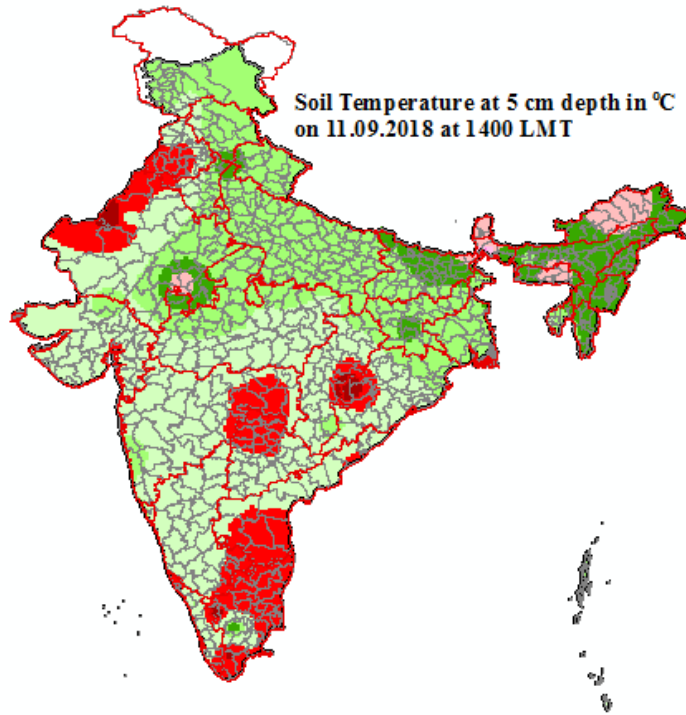 Soil Temperature at 5 cm depth in ⁰C
on 11.09.2018 at 1400 LMT